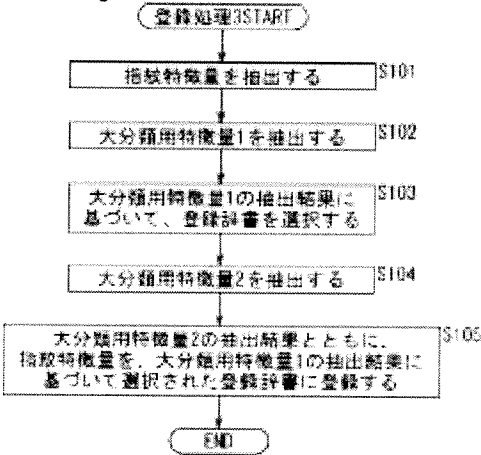 登録処理3START
指紋特徴量を抽出する
S101
大分類用特徴量1を抽出する
S102
大分類用特徴量1の抽出結果に
基づいて、登録辞書を選択する
S103
大分類用特徴量2を抽出する
S104
大分類用特徴量2の抽出結果とともに、
指紋特徴量を、大分類用特徴量1の抽出結果に
基づいて選択された登録辞書に登録する
S105
END